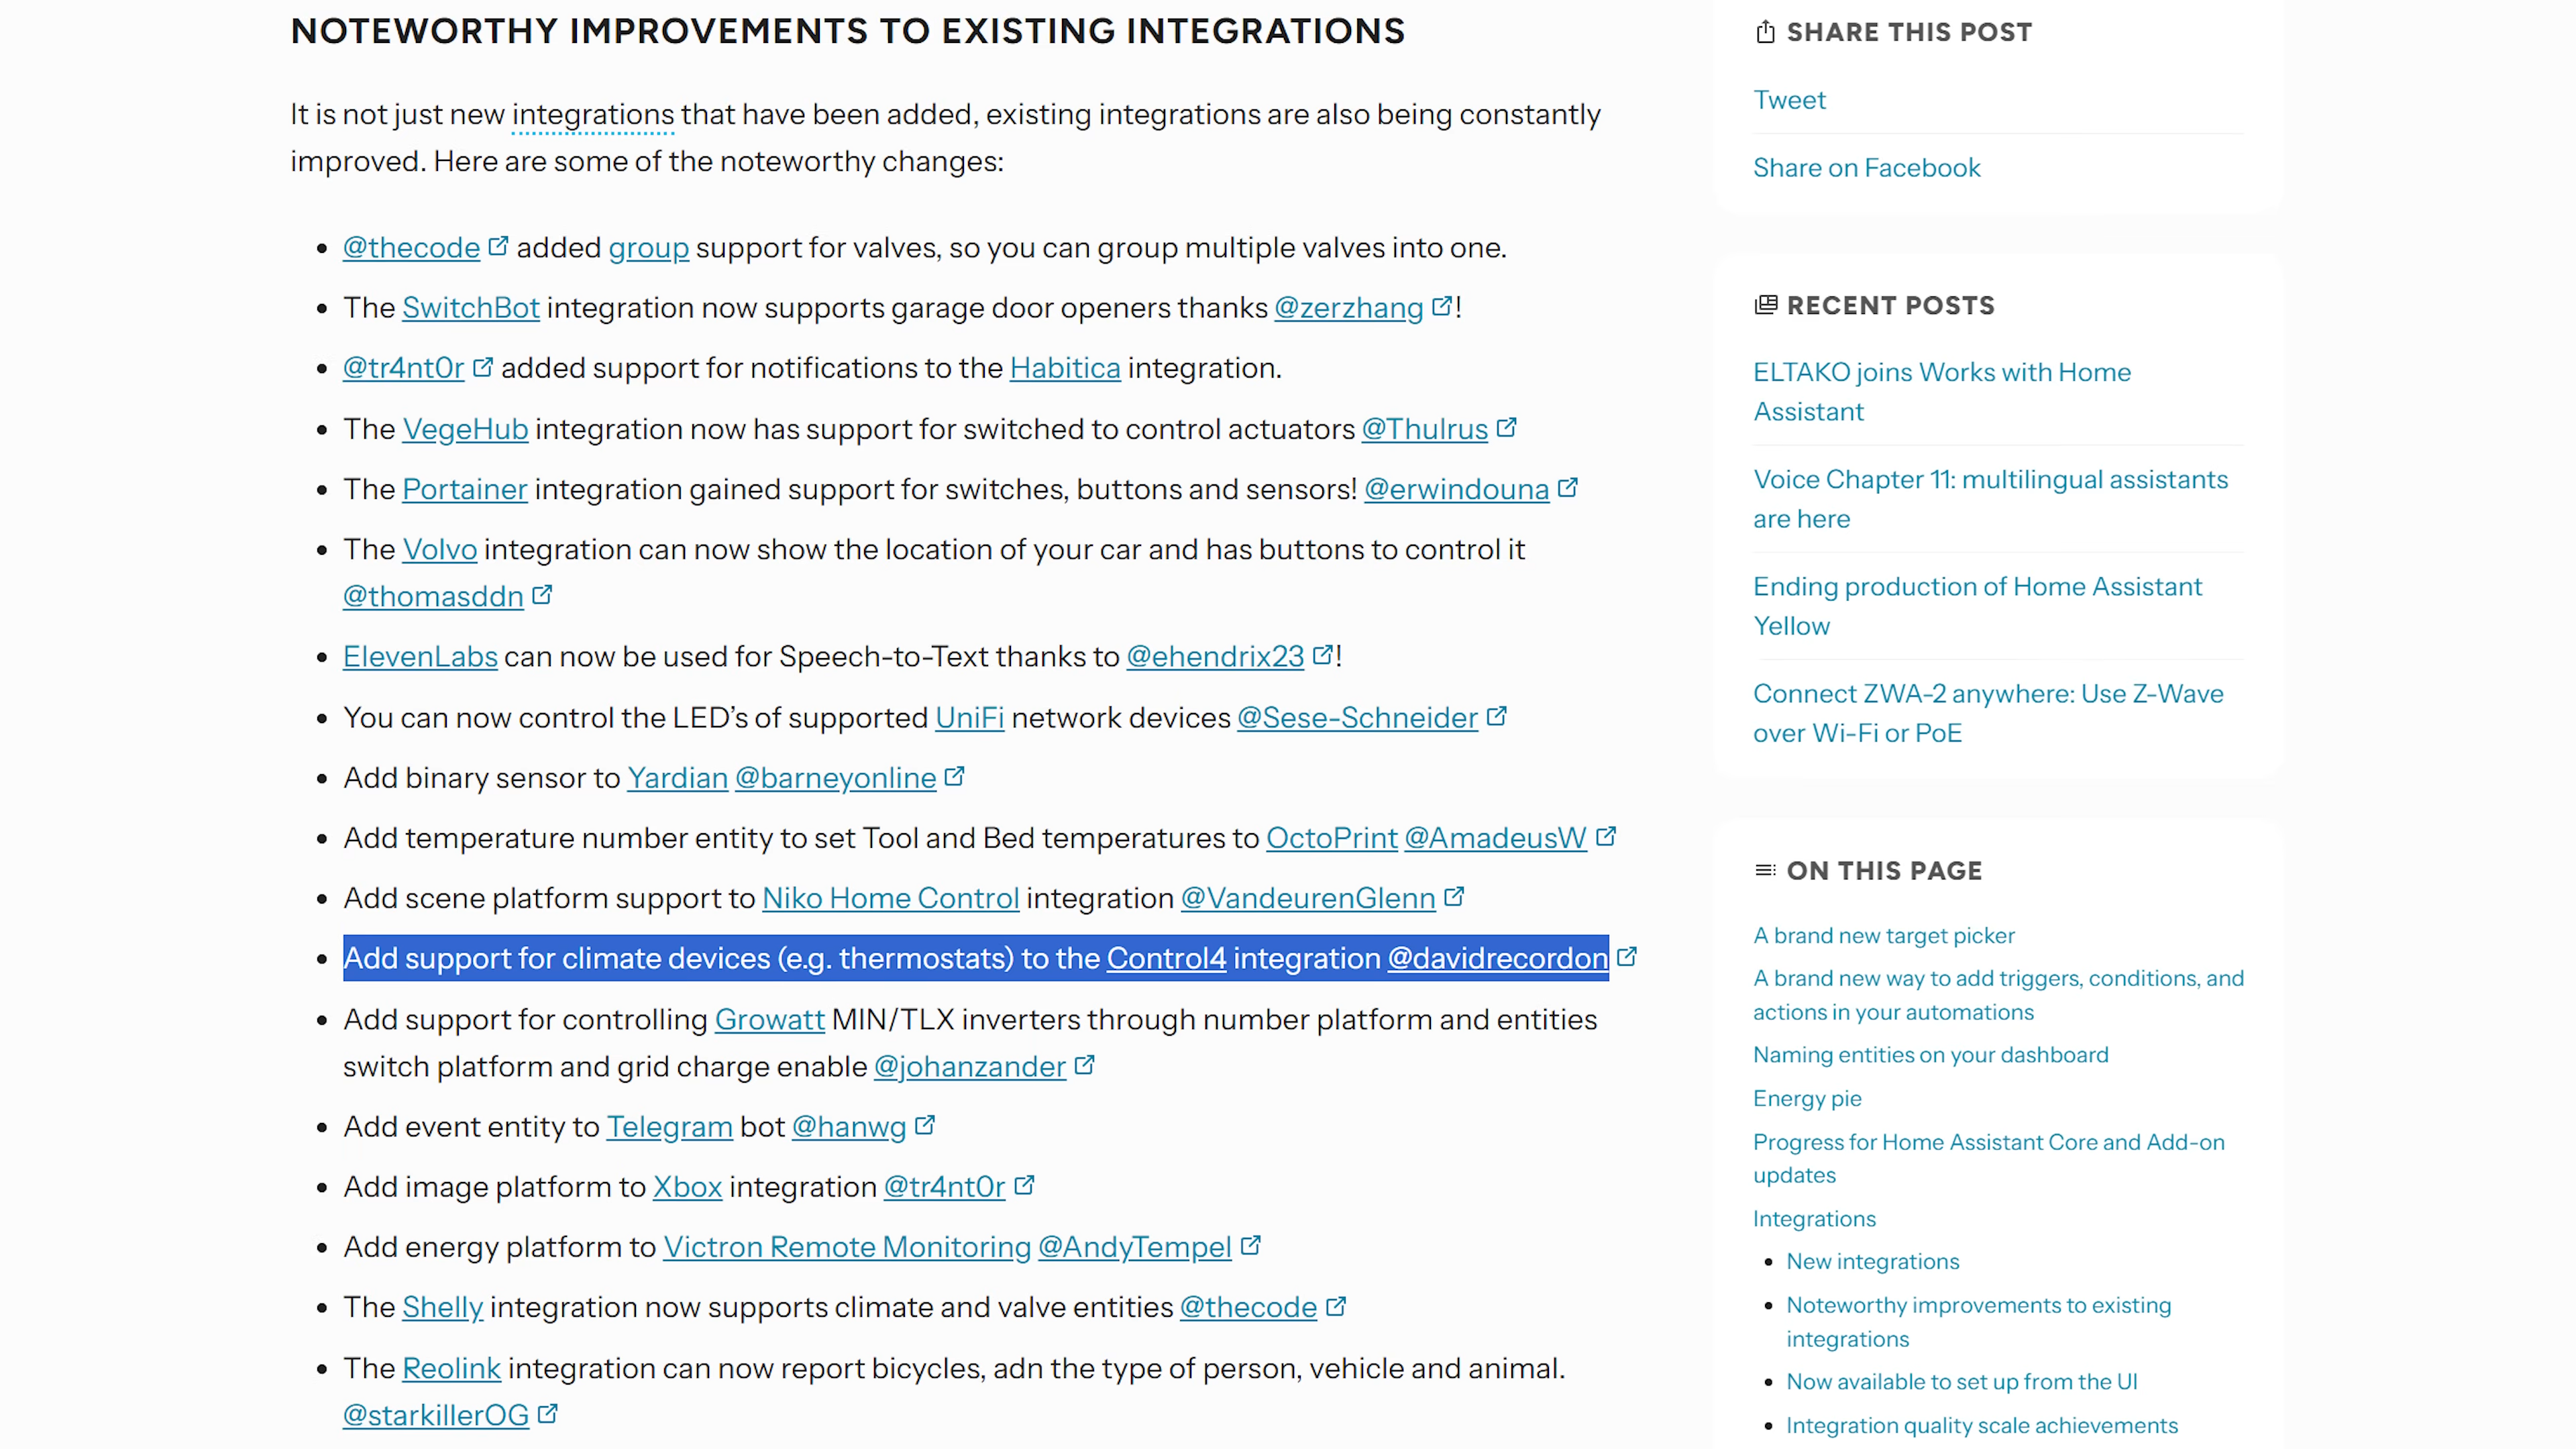 NOTEWORTHY IMPROVEMENTS TO EXISTING INTEGRATIONS
It is not just new integrations that have been added, existing integrations are also being constantly
improved. Here are some of the noteworthy changes:
@thecode added group support for valves, so you can group multiple valves into one.
The SwitchBot integration now supports garage door openers thanks @zerzhang !
@tr4nt0r added support for notifications to the Habitica integration.
The VegeHub integration now has support for switched to control actuators @Thulrus
The Portainer integration gained support for switches, buttons and sensors! @erwindouna
The Volvo integration can now show the location of your car and has buttons to control it
@thomasddn
ElevenLabs can now be used for Speech-to-Text thanks to @ehendrix23 !
You can now control the LED’s of supported UniFi network devices @Sese-Schneider
Add binary sensor to Yardian @barneyonline
Add temperature number entity to set Tool and Bed temperatures to OctoPrint @AmadeusW
Add scene platform support to Niko Home Control integration @VandeurenGlenn
Add support for climate devices (e.g. thermostats) to the Control4 integration @davidrecordon
Add support for controlling Growatt MIN/TLX inverters through number platform and entities
switch platform and grid charge enable @johanzander
Add event entity to Telegram bot @hanwg
Add image platform to Xbox integration @tr4nt0r
Add energy platform to Victron Remote Monitoring @AndyTempel
The Shelly integration now supports climate and valve entities @thecode
The Reolink integration can now report bicycles, adn the type of person, vehicle and animal.
@starkillerOG
SHARE THIS POST
Tweet
Share on Facebook
RECENT POSTS
ELTAKO joins Works with Home
Assistant
Voice Chapter 11: multilingual assistants
are here
Ending production of Home Assistant
Yellow
Connect ZWA-2 anywhere: Use Z-Wave
over Wi-Fi or PoE
ON THIS PAGE
A brand new target picker
A brand new way to add triggers, conditions, and
actions in your automations
Naming entities on your dashboard
Energy pie
Progress for Home Assistant Core and Add-on
updates
Integrations
New integrations
Noteworthy improvements to existing
integrations
Now available to set up from the UI
Integration quality scale achievements